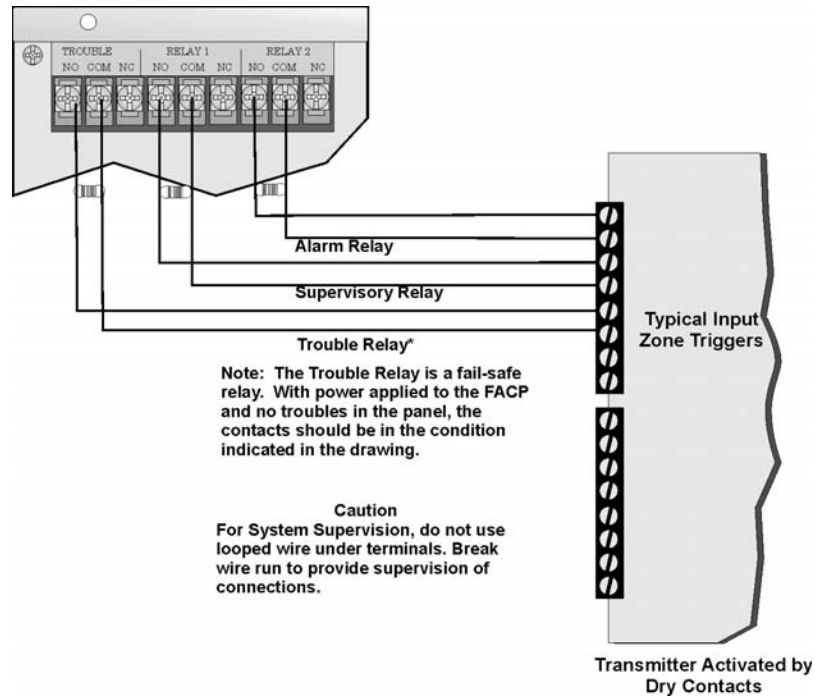 TROUBLE RELAY 1 RELAY 2
NO COM NC NO COM NC NO COM NC
Alarm Relay
Supervisory Relay
Trouble Relay*
Note: The Trouble Relay is a fail-safe
relay. With power applied to the FACP
and no troubles in the panel, the
contacts should be in the condition
indicated in the drawing.
Caution
For System Supervision, do not use
looped wire under terminals. Break
wire run to provide supervision of
connections.
Typical Input
Zone Triggers
Transmitter Activated by
Dry Contacts